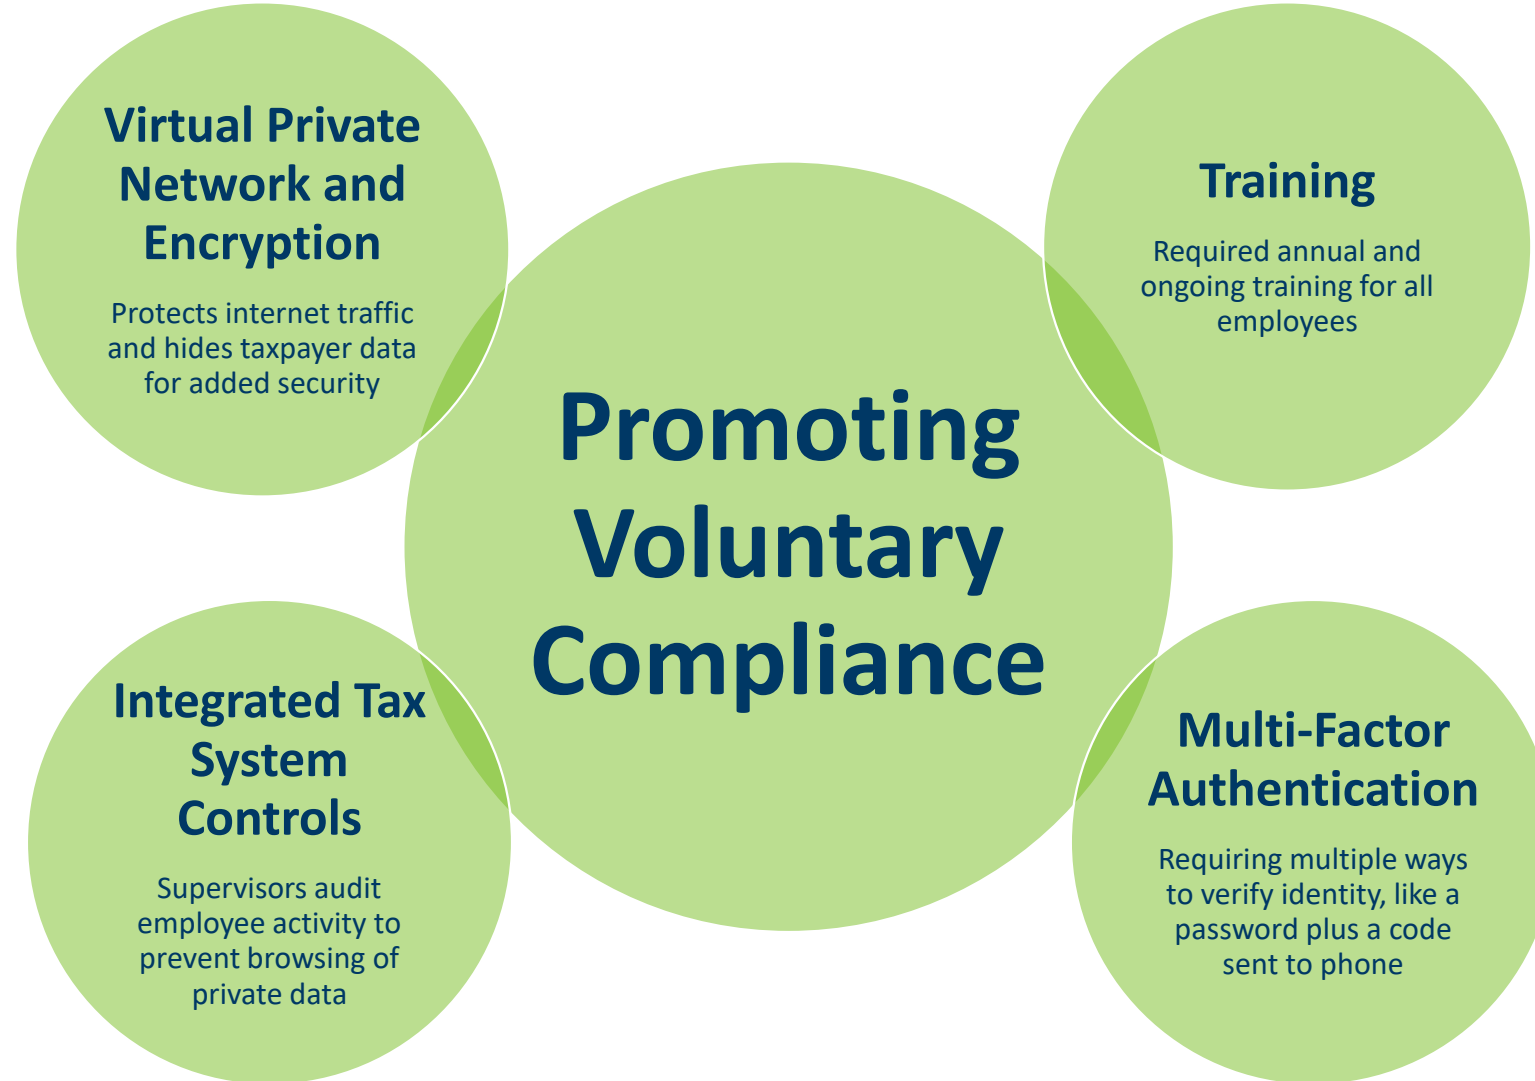 Virtual Private
Network and
Encryption
Protects internet traffic
and hides taxpayer data
for added security
Training
Required annual and
ongoing training for all
employees
Promoting
Voluntary
Compliance
Integrated Tax
System
Controls
Supervisors audit
employee activity to
prevent browsing of
private data
Multi-Factor
Authentication
Requiring multiple ways
to verify identity, like a
password plus a code
sent to phone